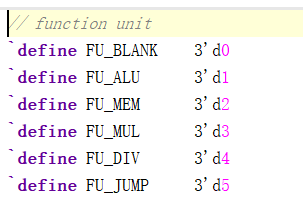 // function unit
`define FU_BLANK    3'd0
`define FU_ALU      3'd1
`define FU_MEM      3'd2
`define FU_MUL      3'd3
`define FU_DIV      3'd4
`define FU_JUMP     3'd5